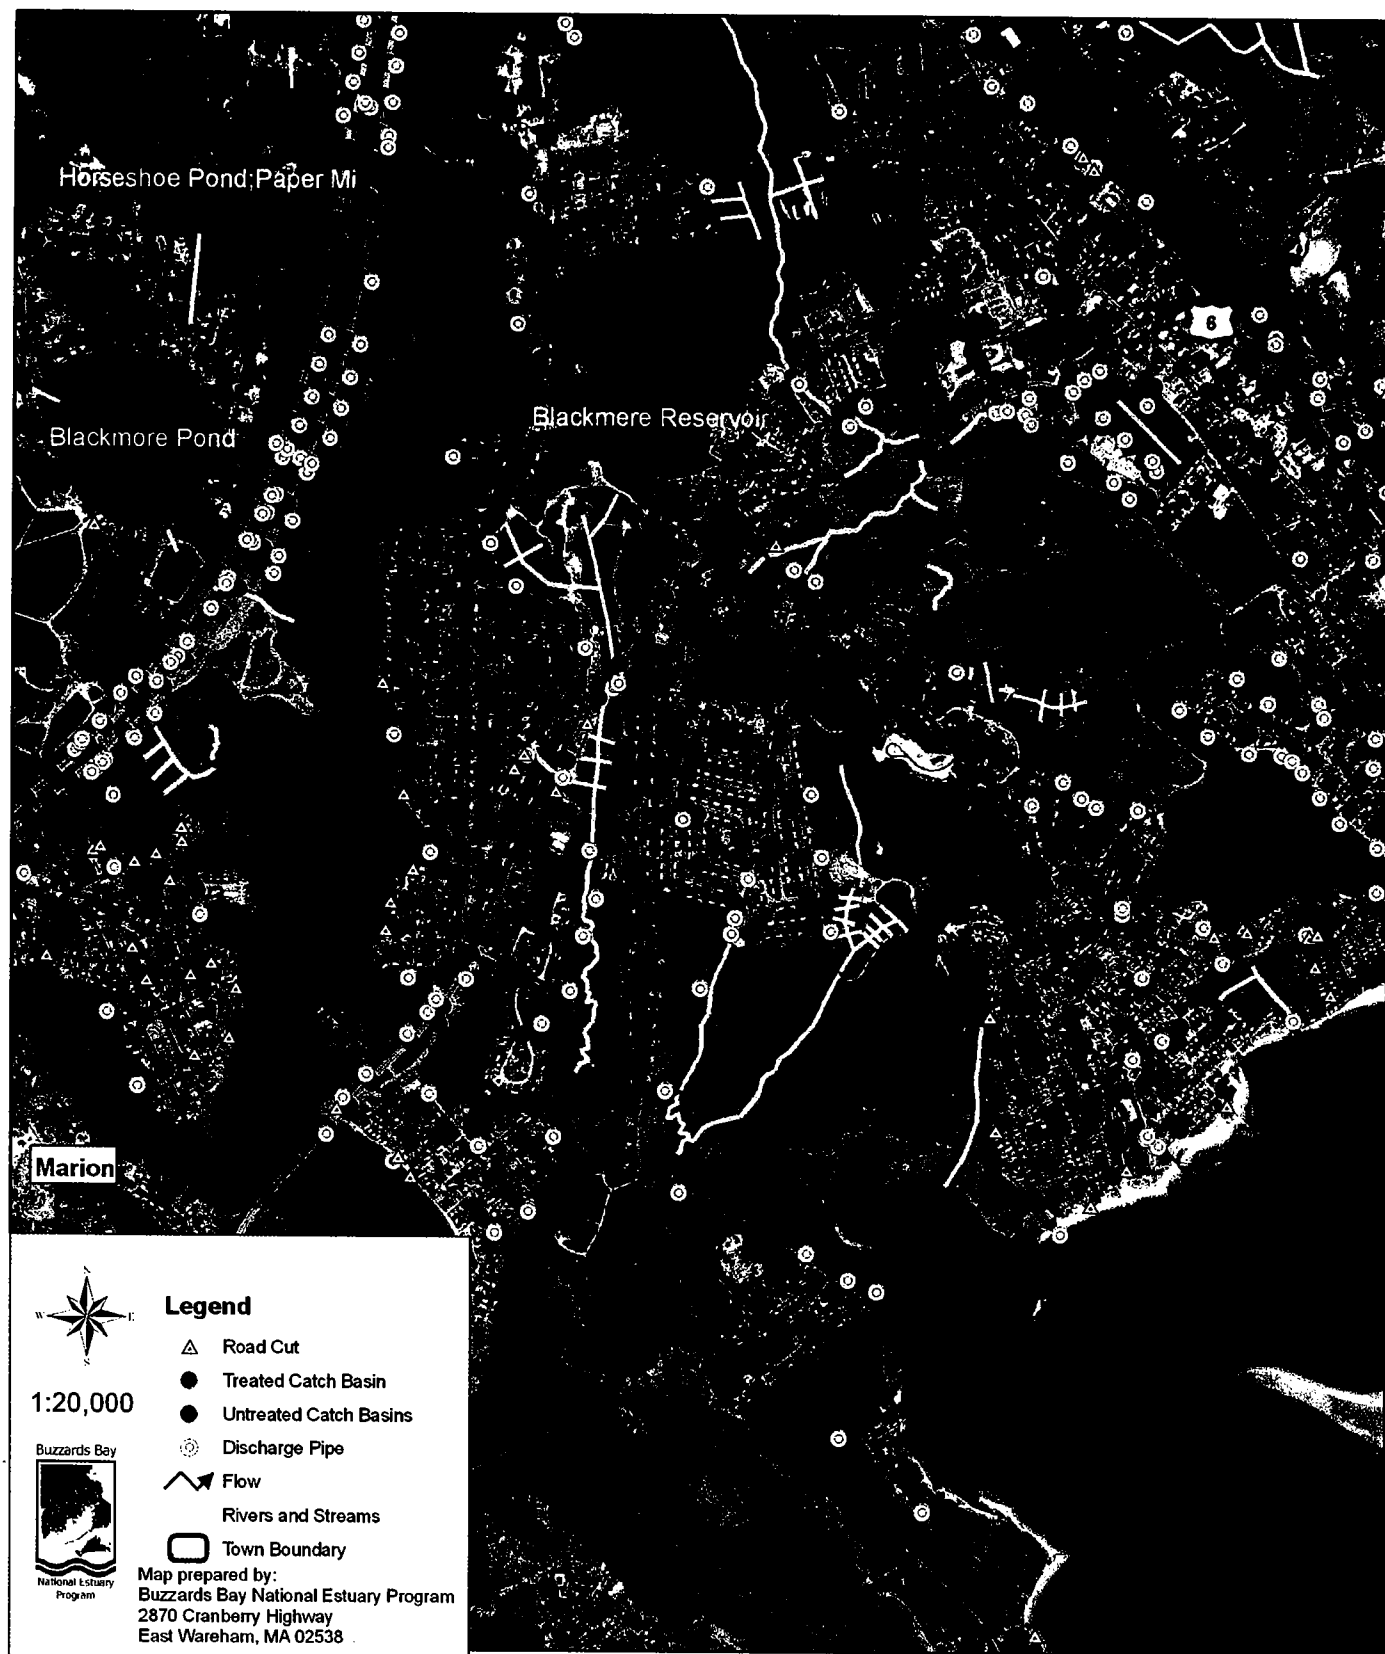 Horseshoe Pond;Paper Mi
6
Blackmere Reservoir
Blackmore Pond
Marion
N
W E
S
1:20,000
Buzzards Bay
National Estuary
Program
Legend
Road Cut
Treated Catch Basin
Untreated Catch Basins
Discharge Pipe
Flow
Rivers and Streams
Town Boundary
Map prepared by:
Buzzards Bay National Estuary Program
2870 Cranberry Highway
East Wareham, MA 02538